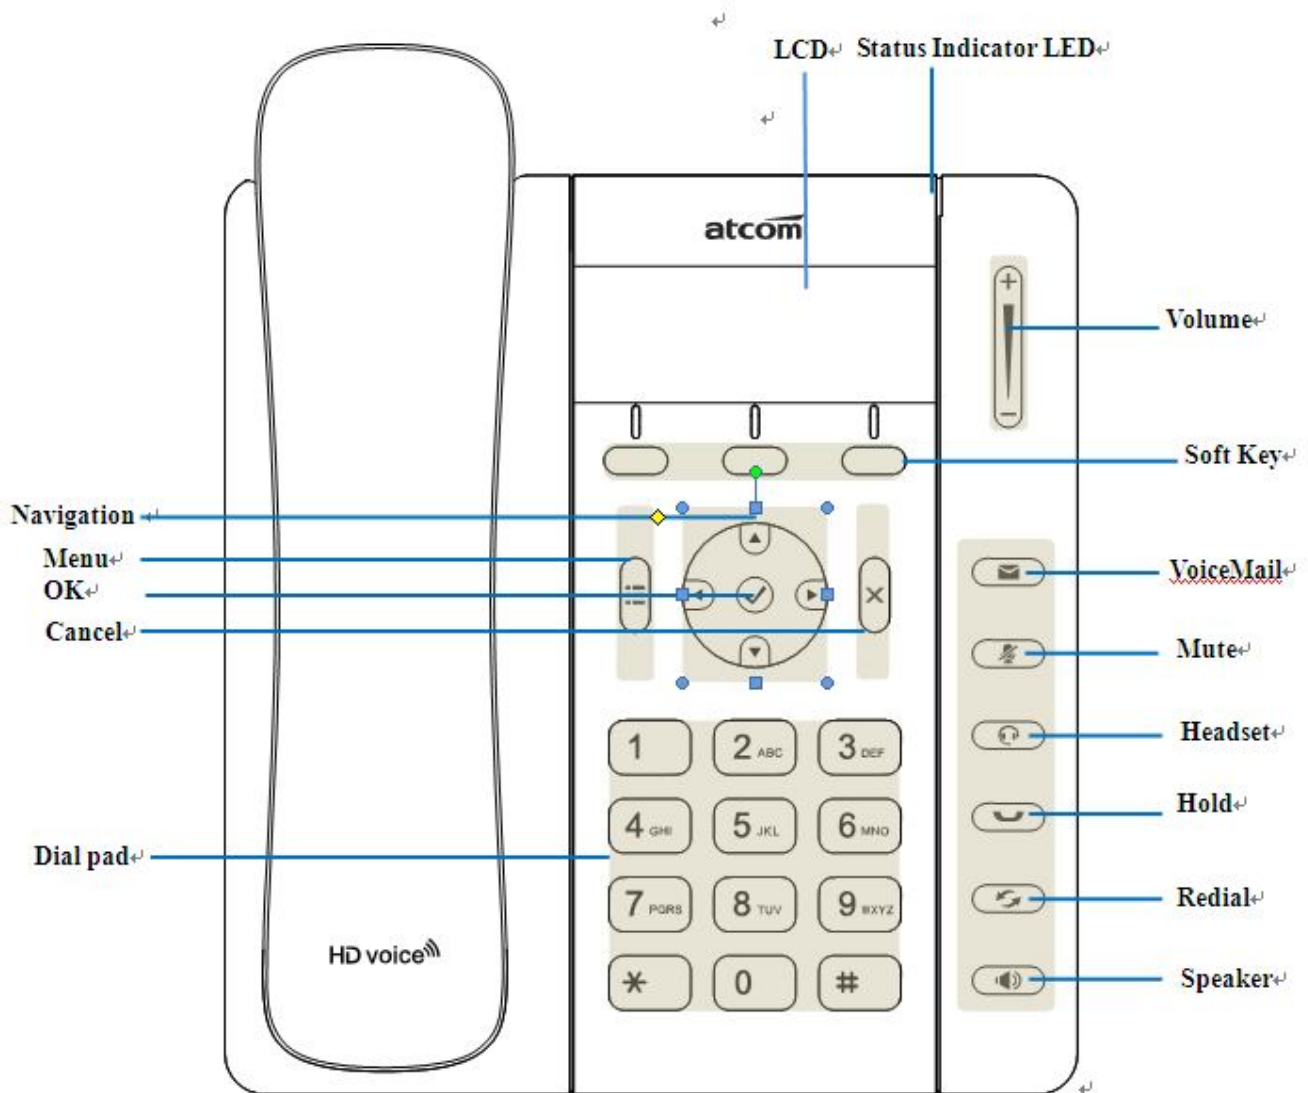 LCD Status Indicator LED
atcom
+
Volume
−
Soft Key
Navigation
Menu
OK
Cancel
VoiceMail
Mute
Headset
Hold
Redial
Speaker
1 2 ABC 3 DEF
4 GHI 5 JKL 6 MNO
Dial pad
7 PQRS 8 TUV 9 WXYZ
* 0 #
HD voice